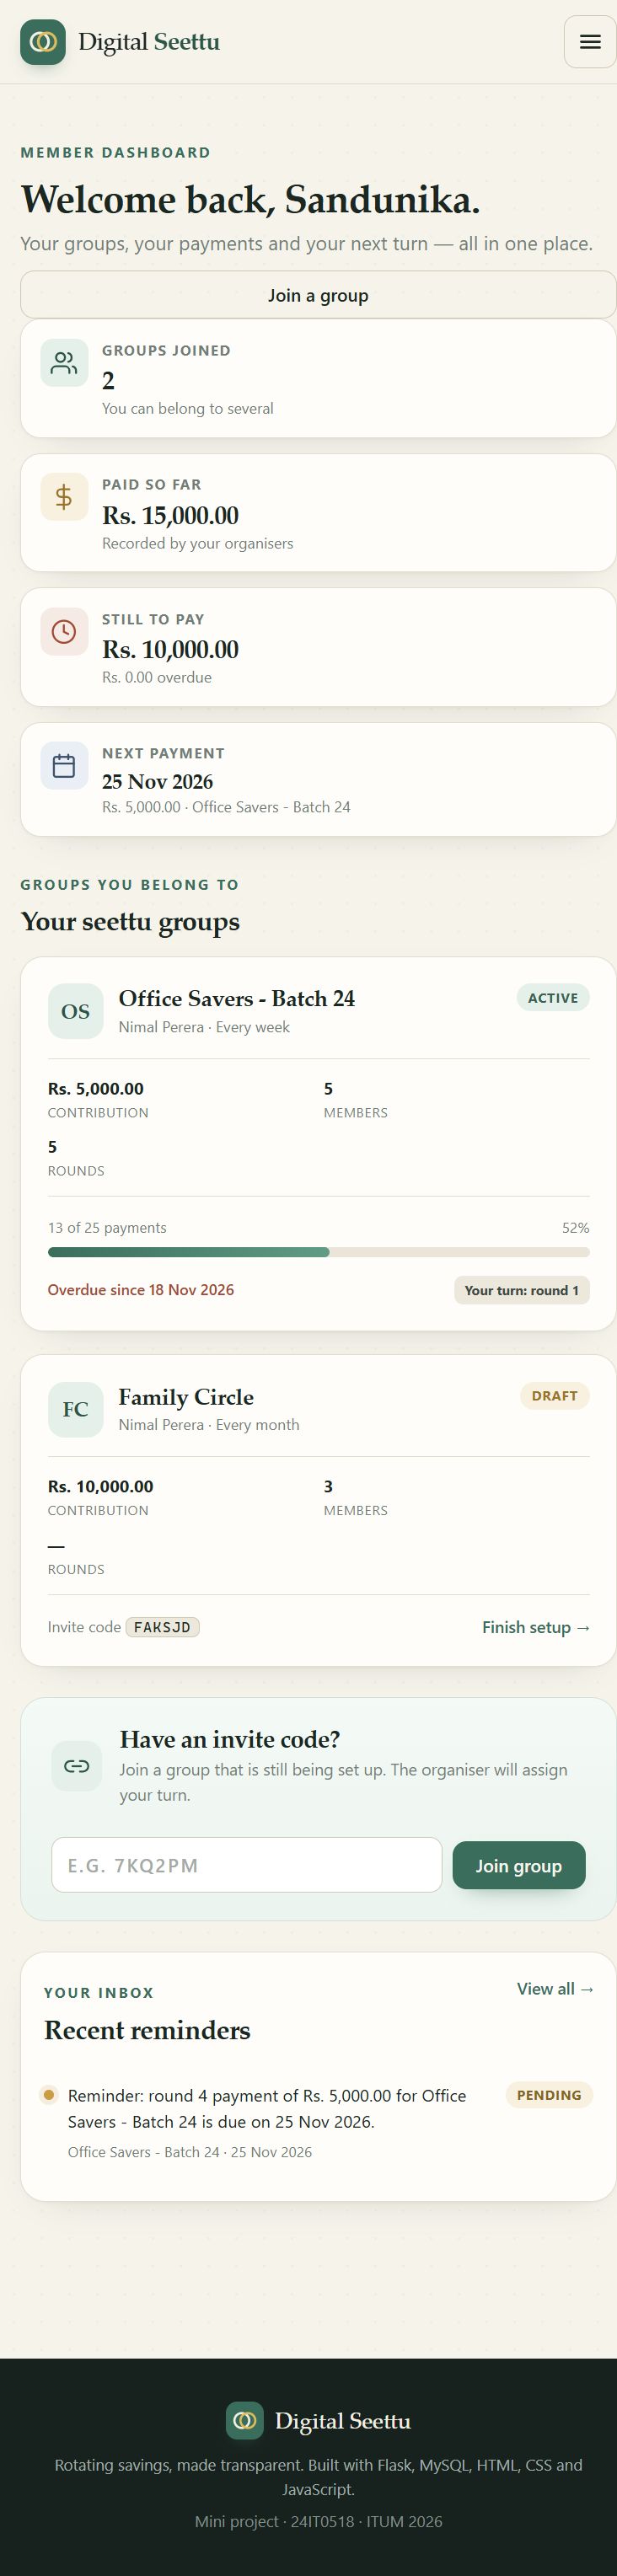 Digital Seettu
MEMBER DASHBOARD
Welcome back, Sandunika.
Your groups, your payments and your next turn — all in one place.
Join a group
GROUPS JOINED
2
You can belong to several
PAID SO FAR
Rs. 15,000.00
Recorded by your organisers
STILL TO PAY
Rs. 10,000.00
Rs. 0.00 overdue
NEXT PAYMENT
25 Nov 2026
Rs. 5,000.00 · Office Savers - Batch 24
GROUPS YOU BELONG TO
Your seettu groups
OS
Office Savers - Batch 24
ACTIVE
Nimal Perera · Every week
Rs. 5,000.00
5
CONTRIBUTION
MEMBERS
5
ROUNDS
13 of 25 payments
52%
Overdue since 18 Nov 2026
Your turn: round 1
FC
Family Circle
DRAFT
Nimal Perera · Every month
Rs. 10,000.00
3
CONTRIBUTION
MEMBERS
—
ROUNDS
Invite code FAKSJD
Finish setup →
Have an invite code?
Join a group that is still being set up. The organiser will assign
your turn.
E.G. 7KQ2PM
Join group
YOUR INBOX
View all →
Recent reminders
Reminder: round 4 payment of Rs. 5,000.00 for Office
Savers - Batch 24 is due on 25 Nov 2026.
PENDING
Office Savers - Batch 24 · 25 Nov 2026
Digital Seettu
Rotating savings, made transparent. Built with Flask, MySQL, HTML, CSS and
JavaScript.
Mini project · 24IT0518 · ITUM 2026